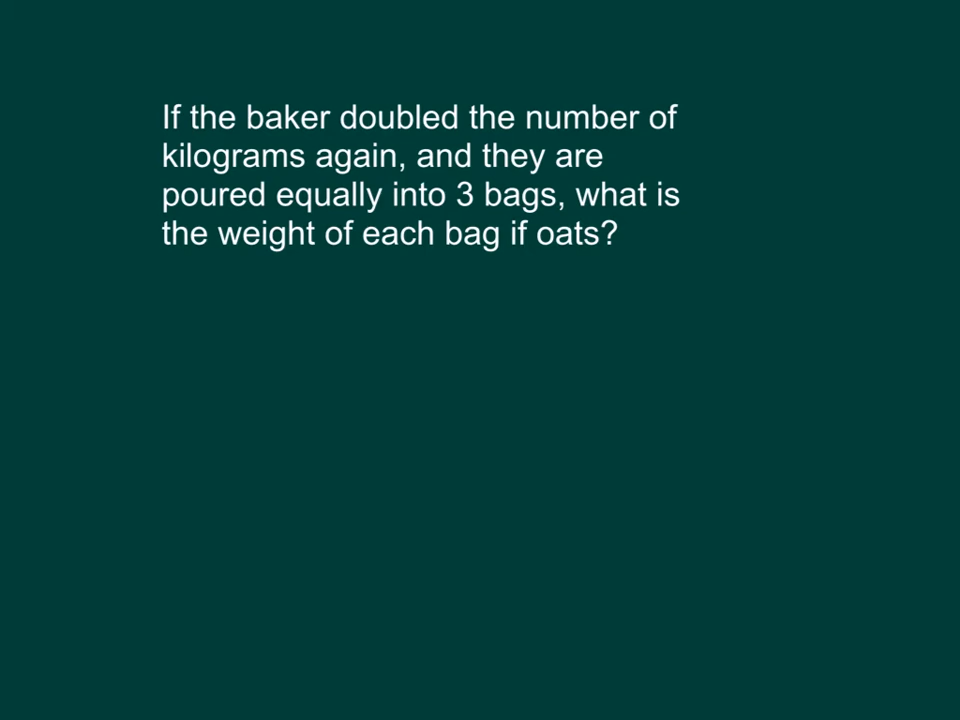 If the baker doubled the number of
kilograms again, and they are
poured equally into 3 bags, what is
the weight of each bag if oats?